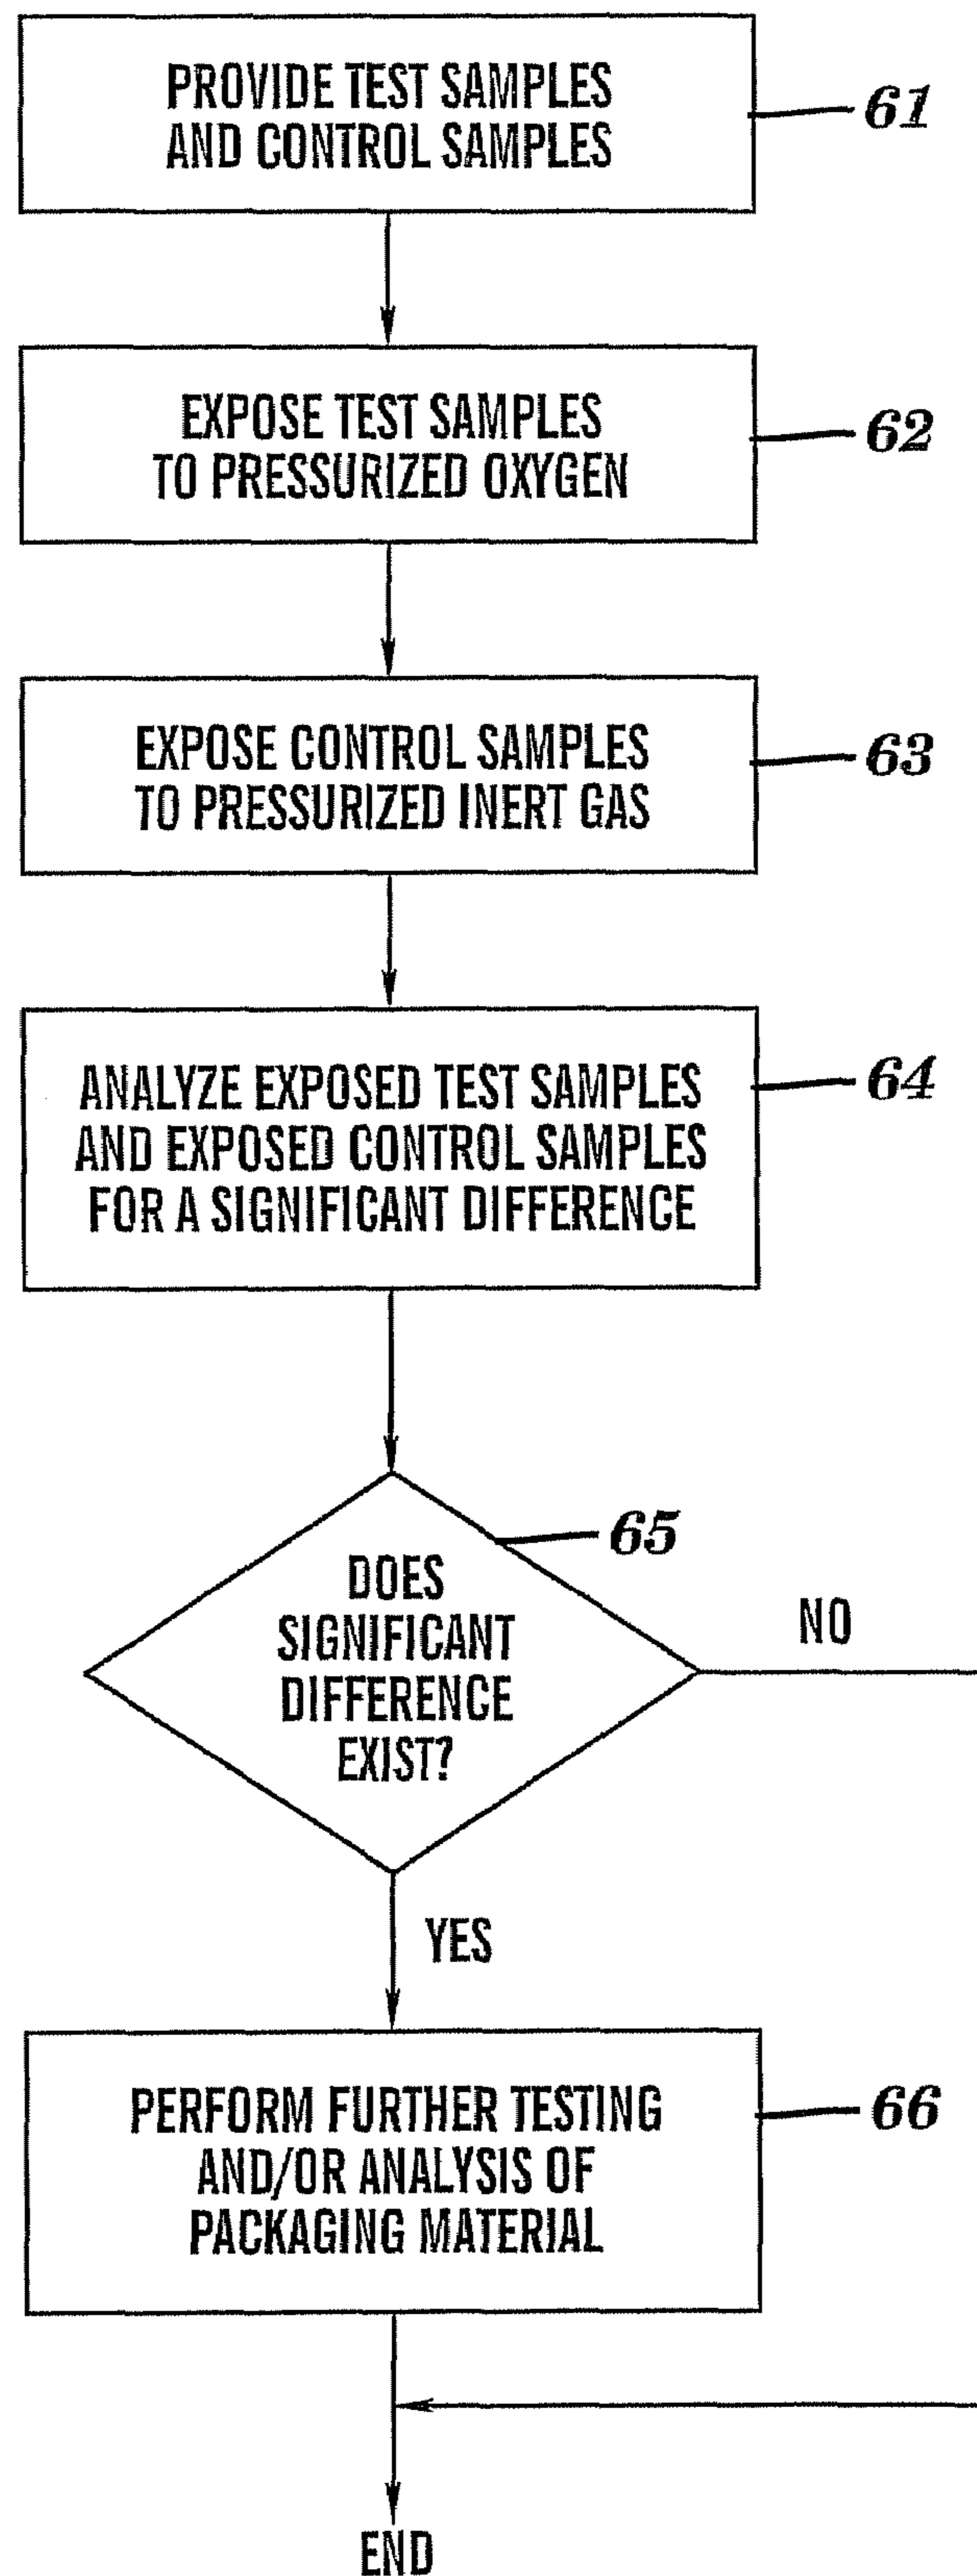 PROVIDE TEST SAMPLES
AND CONTROL SAMPLES
61
EXPOSE TEST SAMPLES
TO PRESSURIZED OXYGEN
62
EXPOSE CONTROL SAMPLES
TO PRESSURIZED INERT GAS
63
ANALYZE EXPOSED TEST SAMPLES
AND EXPOSED CONTROL SAMPLES
FOR A SIGNIFICANT DIFFERENCE
64
65
DOES
SIGNIFICANT
DIFFERENCE
EXIST?
NO
YES
PERFORM FURTHER TESTING
AND/OR ANALYSIS OF
PACKAGING MATERIAL
66
END